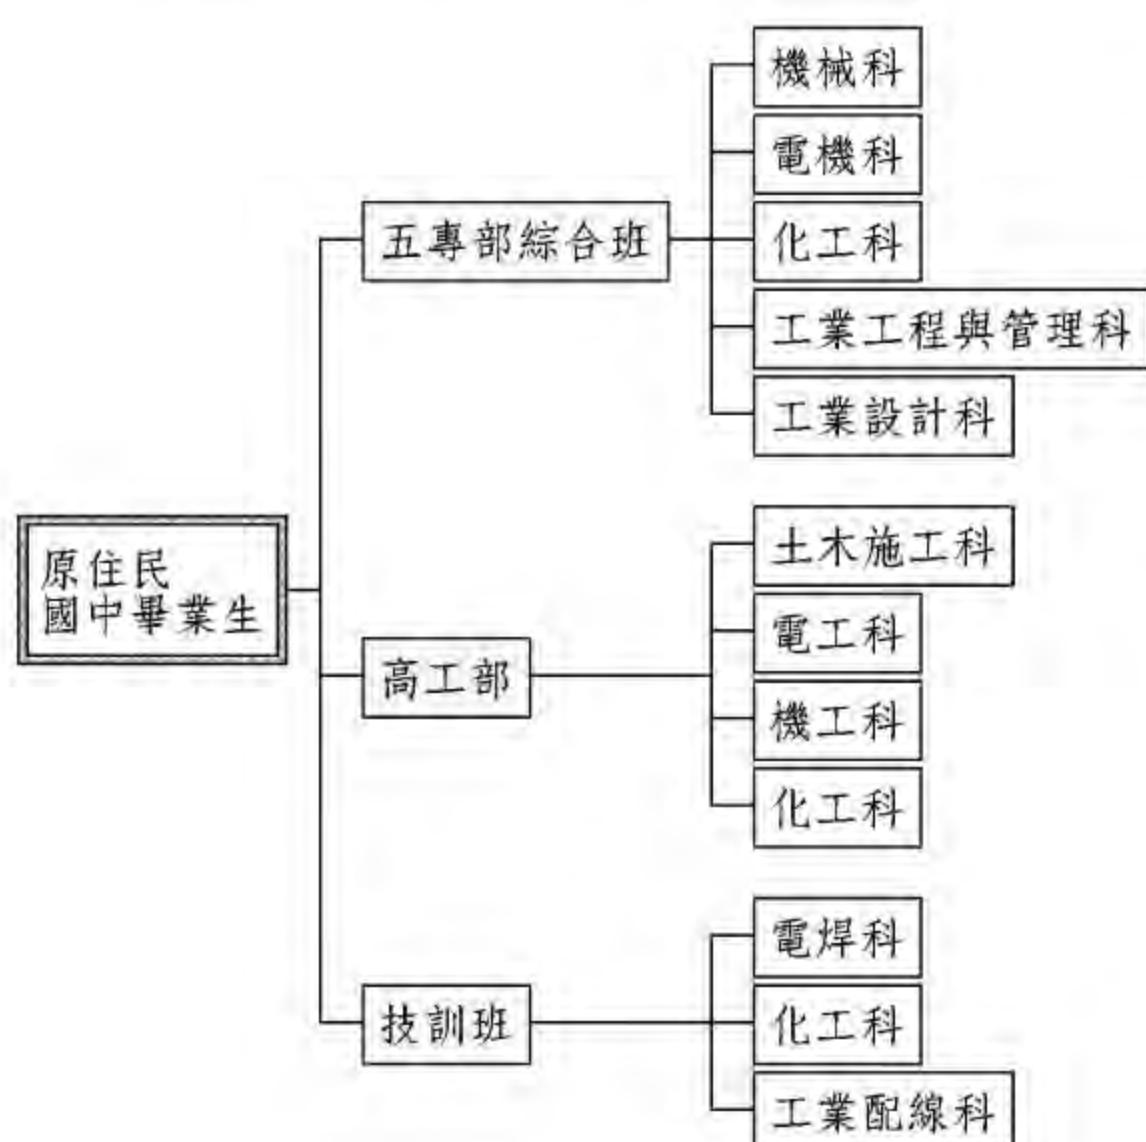 原住民
國中畢業生
五專部綜合班
機械科
電機科
化工科
工業工程與管理科
工業設計科
高工部
土木施工科
電工科
機工科
化工科
技訓班
電焊科
化工科
工業配線科